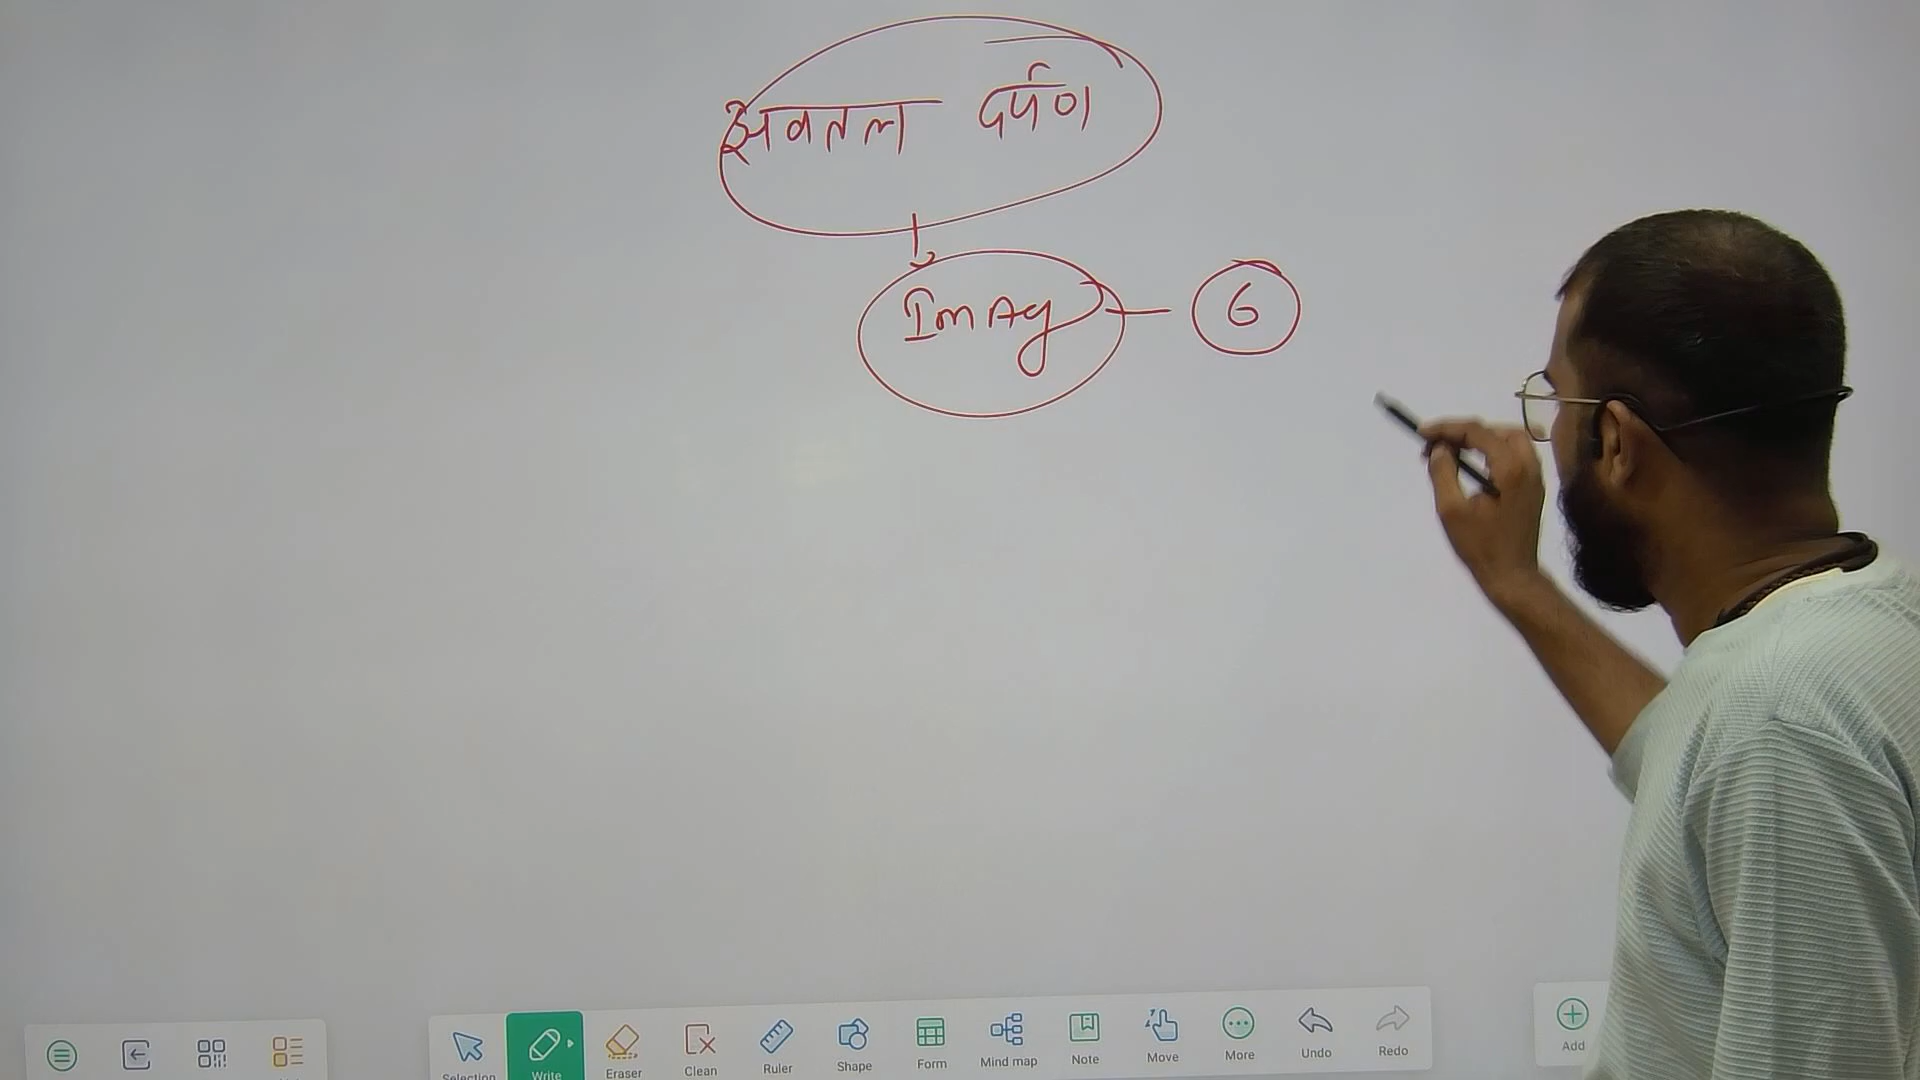 अवतल दर्पण
Imag 6
Selection Write Eraser Clean Ruler Shape Form Mind map Note Move More Undo Redo Add